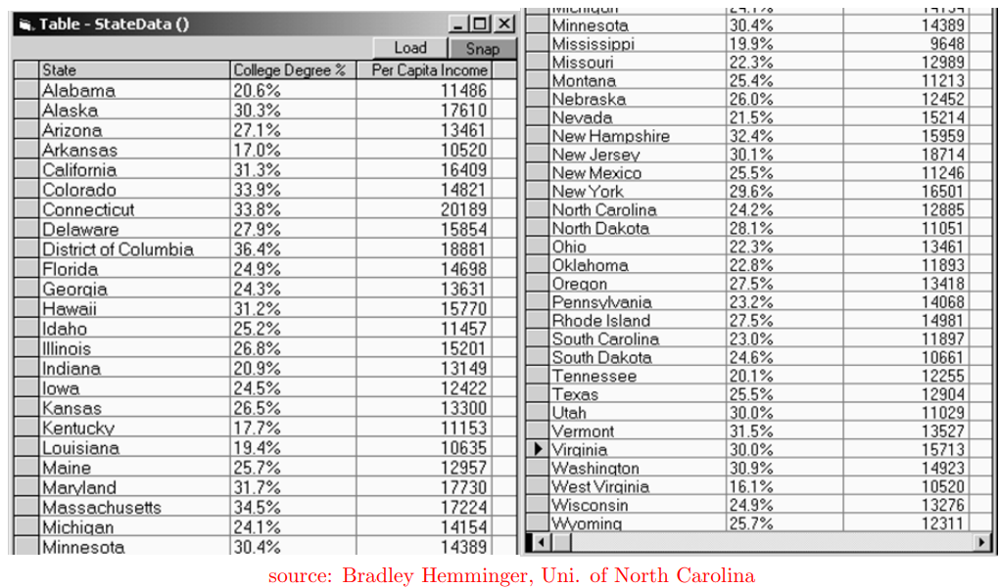 Table - StateData ()
Load Snap
State College Degree % Per Capita Income
Alabama 20.6% 11486
Alaska 30.3% 17610
Arizona 27.1% 13461
Arkansas 17.0% 10520
California 31.3% 16409
Colorado 33.9% 14821
Connecticut 33.8% 20189
Delaware 27.9% 15854
District of Columbia 36.4% 18881
Florida 24.9% 14698
Georgia 24.3% 13631
Hawaii 31.2% 15770
Idaho 25.2% 11457
Illinois 26.8% 15201
Indiana 20.9% 13149
Iowa 24.5% 12422
Kansas 26.5% 13300
Kentucky 17.7% 11153
Louisiana 19.4% 10635
Maine 25.7% 12957
Maryland 31.7% 17730
Massachusetts 34.5% 17224
Michigan 24.1% 14154
Minnesota 30.4% 14389
Michigan 24.1% 14154
Minnesota 30.4% 14389
Mississippi 19.9% 9648
Missouri 22.3% 12989
Montana 25.4% 11213
Nebraska 26.0% 12452
Nevada 21.5% 15214
New Hampshire 32.4% 15959
New Jersey 30.1% 18714
New Mexico 25.5% 11246
New York 29.6% 16501
North Carolina 24.2% 12885
North Dakota 28.1% 11051
Ohio 22.3% 13461
Oklahoma 22.8% 11893
Oregon 27.5% 13418
Pennsylvania 23.2% 14068
Rhode Island 27.5% 14981
South Carolina 23.0% 11897
South Dakota 24.6% 10661
Tennessee 20.1% 12255
Texas 25.5% 12904
Utah 30.0% 11029
Vermont 31.5% 13527
Virginia 30.0% 15713
Washington 30.9% 14923
West Virginia 16.1% 10520
Wisconsin 24.9% 13276
Wyoming 25.7% 12311
source: Bradley Hemminger, Uni. of North Carolina